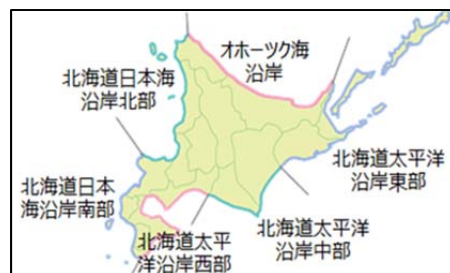 オホーツク海
沿岸
北海道日本海
沿岸北部
北海道太平洋
沿岸東部
北海道日本
海沿岸南部
北海道太平洋
沿岸中部
北海道太平
洋沿岸西部